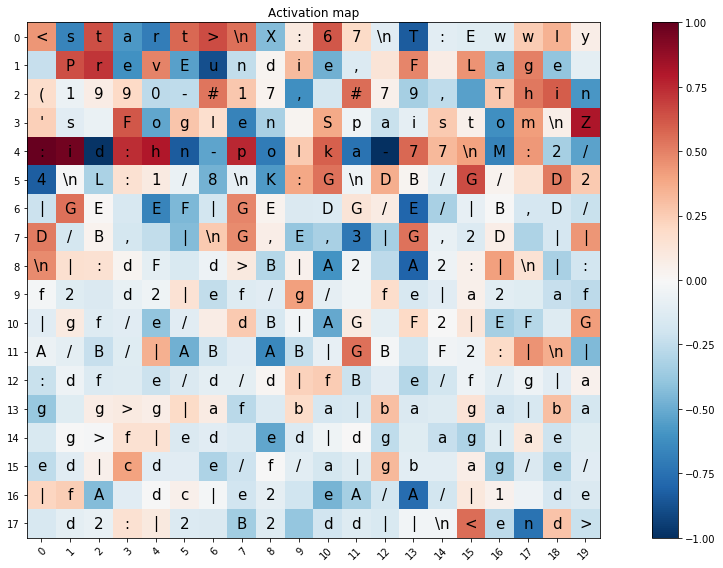 Activation map
0 < s t a r t > \n X : 6 7 \n T : E w w l y
1 P r e v E u n d i e , F L a g e
2 ( 1 9 9 0 - # 1 7 , # 7 9 , T h i n
3 ' s F o g l e n S p a i s t o m \n Z
4 : i d : h n - p o l k a - 7 7 \n M : 2 /
5 4 \n L : 1 / 8 \n K : G \n D B / G / D 2
6 | G E E F | G E D G / E / | B , D /
7 D / B , | \n G , E , 3 | G , 2 D | |
8 \n | : d F d > B | A 2 A 2 : | \n | :
9 f 2 d 2 | e f / g / f e | a 2 a f
10 | g f / e / d B | A G F 2 | E F G
11 A / B / | A B A B | G B F 2 : | \n |
12 : d f e / d / d | f B e / f / g | a
13 g g > g | a f b a | b a g a | b a
14 g > f | e d e d | d g a g | a e
15 e d | c d e / f / a | g b a g / e /
16 | f A d c | e 2 e A / A / | 1 d e
17 d 2 : | 2 B 2 d d | | \n < e n d >
0 1 2 3 4 5 6 7 8 9 10 11 12 13 14 15 16 17 18 19
1.00
0.75
0.50
0.25
0.00
−0.25
−0.50
−0.75
−1.00